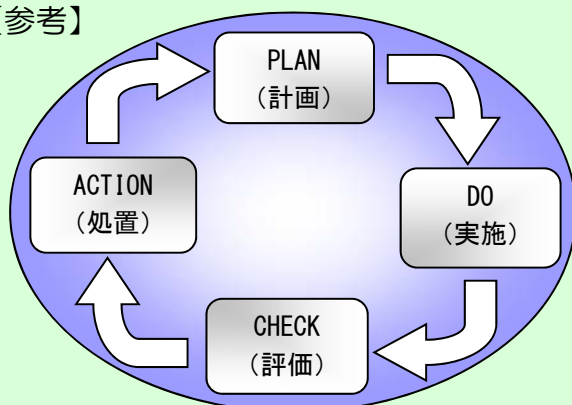 【参考】
PLAN
（計画）
DO
（実施）
CHECK
（評価）
ACTION
（処置）